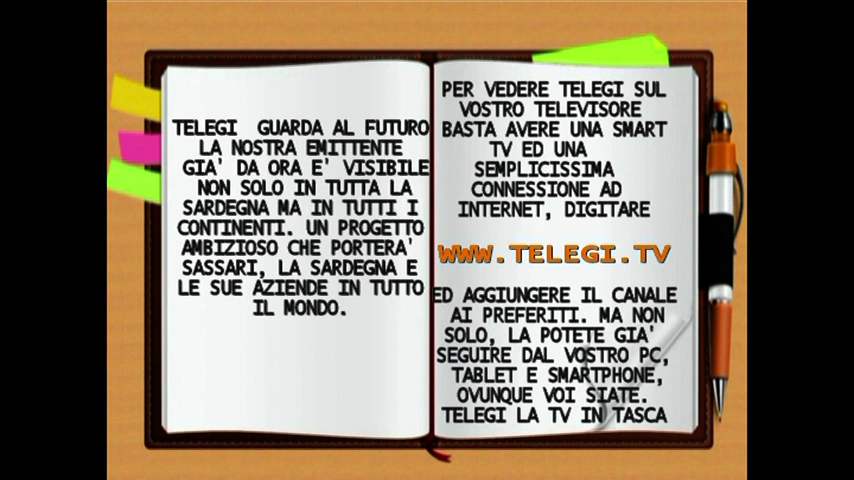 TELEGI GUARDA AL FUTURO
LA NOSTRA EMITTENTE
GIA' DA ORA E' VISIBILE
NON SOLO IN TUTTA LA
SARDEGNA MA IN TUTTI I
CONTINENTI. UN PROGETTO
AMBIZIOSO CHE PORTERA'
SASSARI, LA SARDEGNA E
LE SUE AZIENDE IN TUTTO
IL MONDO.
PER VEDERE TELEGI SUL
VOSTRO TELEVISORE
BASTA AVERE UNA SMART
TV ED UNA
SEMPLICISSIMA
CONNESSIONE AD
INTERNET, DIGITARE
WWW.TELEGI.TV
ED AGGIUNGERE IL CANALE
AI PREFERITI. MA NON
SOLO, LA POTETE GIA'
SEGUIRE DAL VOSTRO PC,
TABLET E SMARTPHONE,
OVUNQUE VOI SIATE.
TELEGI LA TV IN TASCA